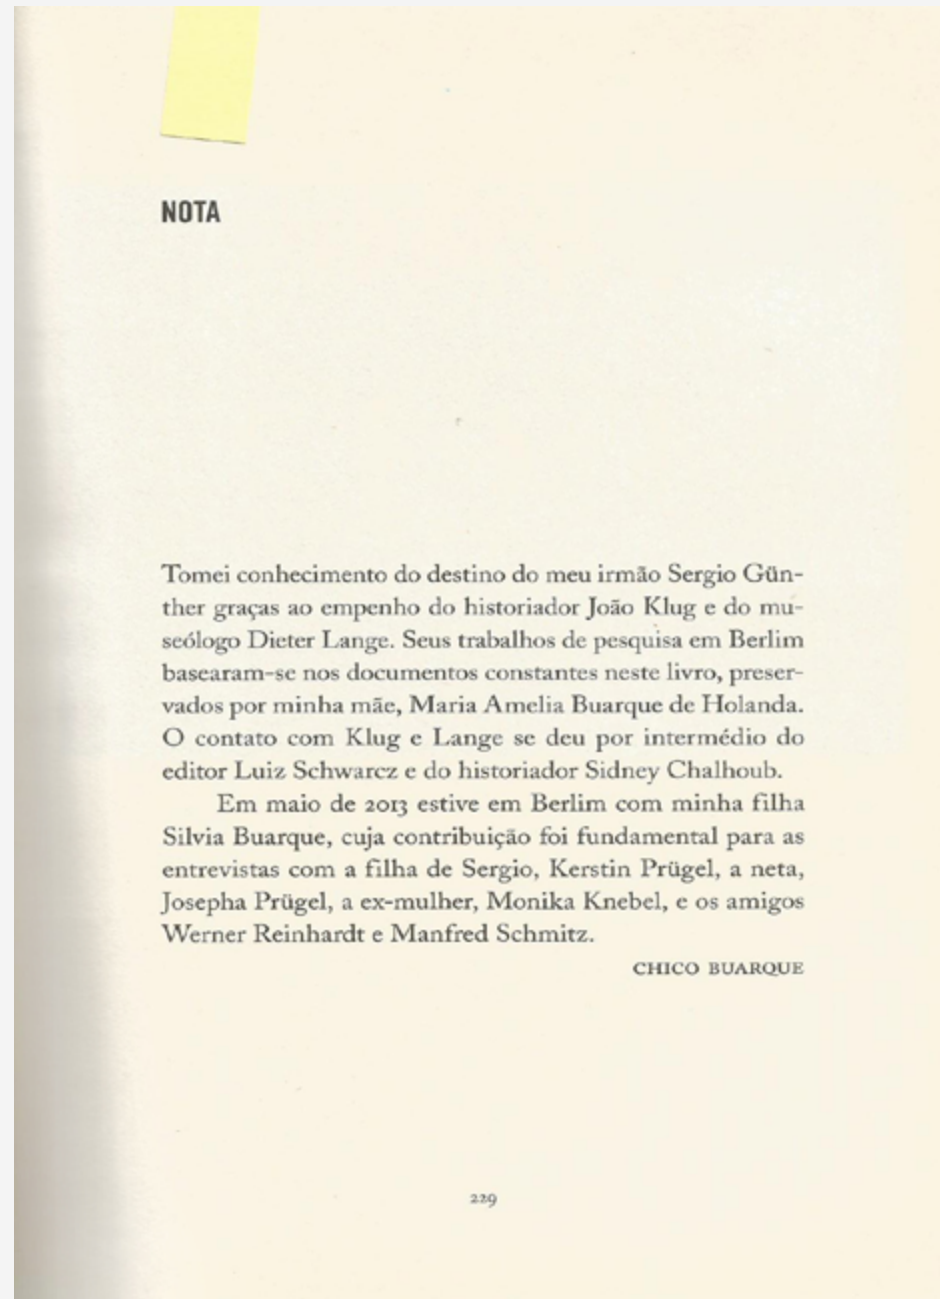 NOTA
Tomei conhecimento do destino do meu irmão Sergio Gün-
ther graças ao empenho do historiador João Klug e do mu-
seólogo Dieter Lange. Seus trabalhos de pesquisa em Berlim
basearam-se nos documentos constantes neste livro, preser-
vados por minha mãe, Maria Amelia Buarque de Holanda.
O contato com Klug e Lange se deu por intermédio do
editor Luiz Schwarcz e do historiador Sidney Chalhoub.
Em maio de 2013 estive em Berlim com minha filha
Silvia Buarque, cuja contribuição foi fundamental para as
entrevistas com a filha de Sergio, Kerstin Prügel, a neta,
Josepha Prügel, a ex-mulher, Monika Knebel, e os amigos
Werner Reinhardt e Manfred Schmitz.
CHICO BUARQUE
229